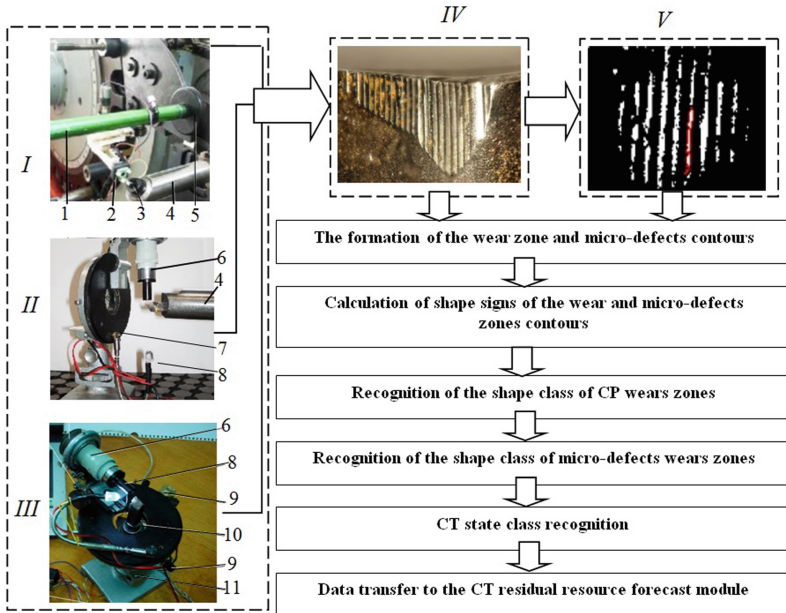 IV
V
I
1
2
3
4
5
II
6
4
7
8
III
6
8
9
10
9
11
The formation of the wear zone and micro-defects contours
Calculation of shape signs of the wear and micro-defects
zones contours
Recognition of the shape class of CP wears zones
Recognition of the shape class of micro-defects wears zones
CT state class recognition
Data transfer to the CT residual resource forecast module